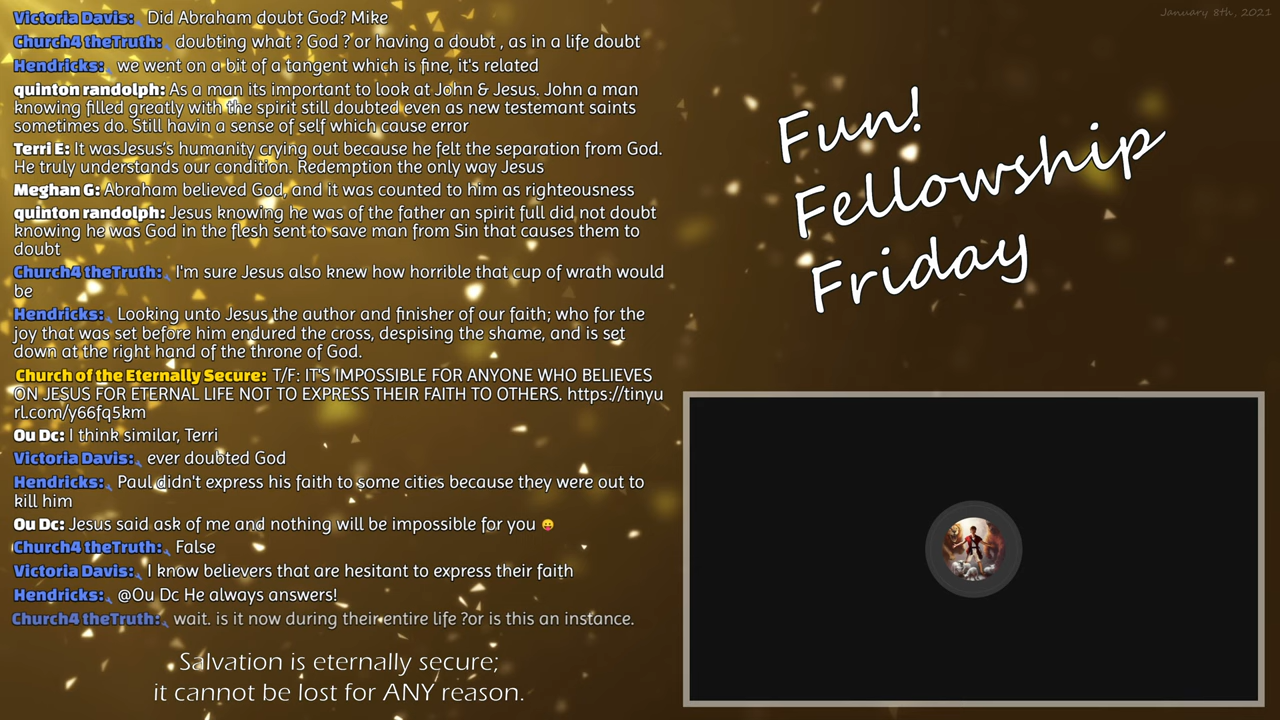 Victoria Davis: Did Abraham doubt God? Mike
Church4 theTruth: doubting what ? God ? or having a doubt , as in a life doubt
Hendricks: we went on a bit of a tangent which is fine, it's related
quinton randolph: As a man its important to look at John & Jesus. John a man
knowing filled greatly with the spirit still doubted even as new testemant saints
sometimes do. Still havin a sense of self which cause error
Terri E: It wasJesus's humanity crying out because he felt the separation from God.
He truly understands our condition. Redemption the only way Jesus
Meghan G: Abraham believed God, and it was counted to him as righteousness
quinton randolph: Jesus knowing he was of the father an spirit full did not doubt
knowing he was God in the flesh sent to save man from Sin that causes them to
doubt
Church4 theTruth: I'm sure Jesus also knew how horrible that cup of wrath would
be
Hendricks: Looking unto Jesus the author and finisher of our faith; who for the
joy that was set before him endured the cross, despising the shame, and is set
down at the right hand of the throne of God.
Church of the Eternally Secure: T/F: IT'S IMPOSSIBLE FOR ANYONE WHO BELIEVES
ON JESUS FOR ETERNAL LIFE NOT TO EXPRESS THEIR FAITH TO OTHERS. https://tinyu
rl.com/y66fq5km
Ou Dc: I think similar, Terri
Victoria Davis: ever doubted God
Hendricks: Paul didn't express his faith to some cities because they were out to
kill him
Ou Dc: Jesus said ask of me and nothing will be impossible for you 😛
Church4 theTruth: False
Victoria Davis: I know believers that are hesitant to express their faith
Hendricks: @Ou Dc He always answers!
Church4 theTruth: wait. is it now during their entire life ?or is this an instance.
Salvation is eternally secure;
it cannot be lost for ANY reason.
January 8th, 2021
Fun!
Fellowship
Friday